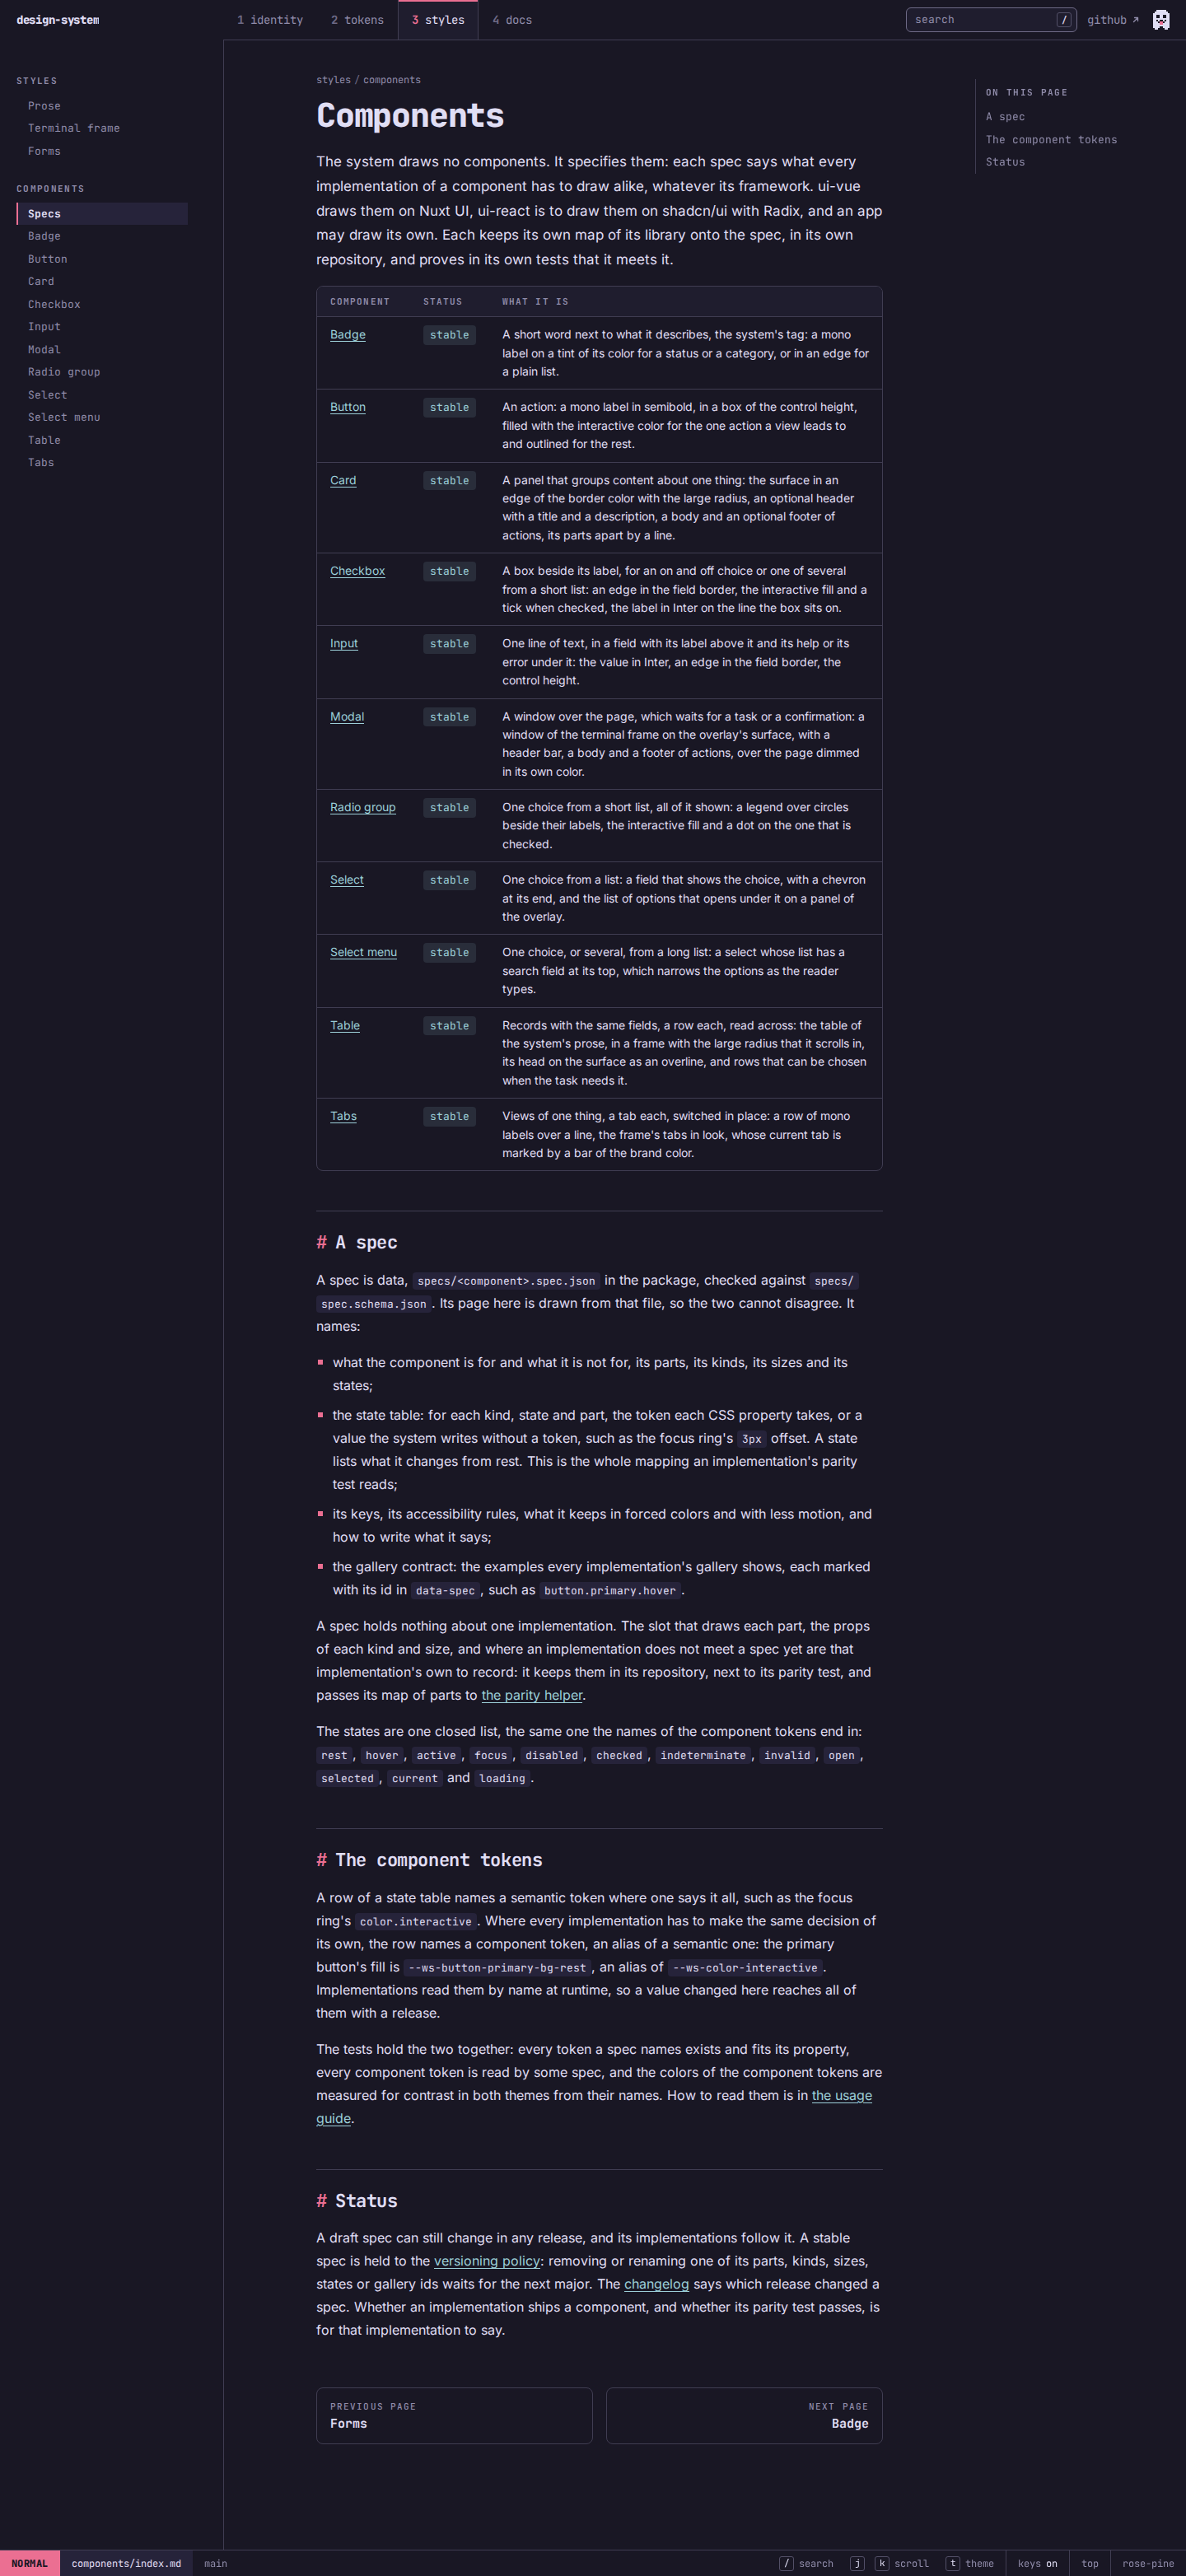 design-system
1 identity
2 tokens
3 styles
4 docs
search /
github ↗
STYLES
Prose
Terminal frame
Forms
COMPONENTS
Specs
Badge
Button
Card
Checkbox
Input
Modal
Radio group
Select
Select menu
Table
Tabs
styles / components
Components
The system draws no components. It specifies them: each spec says what every
implementation of a component has to draw alike, whatever its framework. ui-vue
draws them on Nuxt UI, ui-react is to draw them on shadcn/ui with Radix, and an app
may draw its own. Each keeps its own map of its library onto the spec, in its own
repository, and proves in its own tests that it meets it.
COMPONENT STATUS WHAT IT IS
Badge stable A short word next to what it describes, the system's tag: a mono
label on a tint of its color for a status or a category, or in an edge for
a plain list.
Button stable An action: a mono label in semibold, in a box of the control height,
filled with the interactive color for the one action a view leads to
and outlined for the rest.
Card stable A panel that groups content about one thing: the surface in an
edge of the border color with the large radius, an optional header
with a title and a description, a body and an optional footer of
actions, its parts apart by a line.
Checkbox stable A box beside its label, for an on and off choice or one of several
from a short list: an edge in the field border, the interactive fill and a
tick when checked, the label in Inter on the line the box sits on.
Input stable One line of text, in a field with its label above it and its help or its
error under it: the value in Inter, an edge in the field border, the
control height.
Modal stable A window over the page, which waits for a task or a confirmation: a
window of the terminal frame on the overlay's surface, with a
header bar, a body and a footer of actions, over the page dimmed
in its own color.
Radio group stable One choice from a short list, all of it shown: a legend over circles
beside their labels, the interactive fill and a dot on the one that is
checked.
Select stable One choice from a list: a field that shows the choice, with a chevron
at its end, and the list of options that opens under it on a panel of
the overlay.
Select menu stable One choice, or several, from a long list: a select whose list has a
search field at its top, which narrows the options as the reader
types.
Table stable Records with the same fields, a row each, read across: the table of
the system's prose, in a frame with the large radius that it scrolls in,
its head on the surface as an overline, and rows that can be chosen
when the task needs it.
Tabs stable Views of one thing, a tab each, switched in place: a row of mono
labels over a line, the frame's tabs in look, whose current tab is
marked by a bar of the brand color.
# A spec
A spec is data, specs/<component>.spec.json in the package, checked against specs/
spec.schema.json. Its page here is drawn from that file, so the two cannot disagree. It
names:
what the component is for and what it is not for, its parts, its kinds, its sizes and its
states;
the state table: for each kind, state and part, the token each CSS property takes, or a
value the system writes without a token, such as the focus ring's 3px offset. A state
lists what it changes from rest. This is the whole mapping an implementation's parity
test reads;
its keys, its accessibility rules, what it keeps in forced colors and with less motion, and
how to write what it says;
the gallery contract: the examples every implementation's gallery shows, each marked
with its id in data-spec, such as button.primary.hover.
A spec holds nothing about one implementation. The slot that draws each part, the props
of each kind and size, and where an implementation does not meet a spec yet are that
implementation's own to record: it keeps them in its repository, next to its parity test, and
passes its map of parts to the parity helper.
The states are one closed list, the same one the names of the component tokens end in:
rest, hover, active, focus, disabled, checked, indeterminate, invalid, open,
selected, current and loading.
# The component tokens
A row of a state table names a semantic token where one says it all, such as the focus
ring's color.interactive. Where every implementation has to make the same decision of
its own, the row names a component token, an alias of a semantic one: the primary
button's fill is --ws-button-primary-bg-rest, an alias of --ws-color-interactive.
Implementations read them by name at runtime, so a value changed here reaches all of
them with a release.
The tests hold the two together: every token a spec names exists and fits its property,
every component token is read by some spec, and the colors of the component tokens are
measured for contrast in both themes from their names. How to read them is in the usage
guide.
# Status
A draft spec can still change in any release, and its implementations follow it. A stable
spec is held to the versioning policy: removing or renaming one of its parts, kinds, sizes,
states or gallery ids waits for the next major. The changelog says which release changed a
spec. Whether an implementation ships a component, and whether its parity test passes, is
for that implementation to say.
PREVIOUS PAGE
Forms
NEXT PAGE
Badge
ON THIS PAGE
A spec
The component tokens
Status
NORMAL components/index.md main
/ search j k scroll t theme keys on top rose-pine